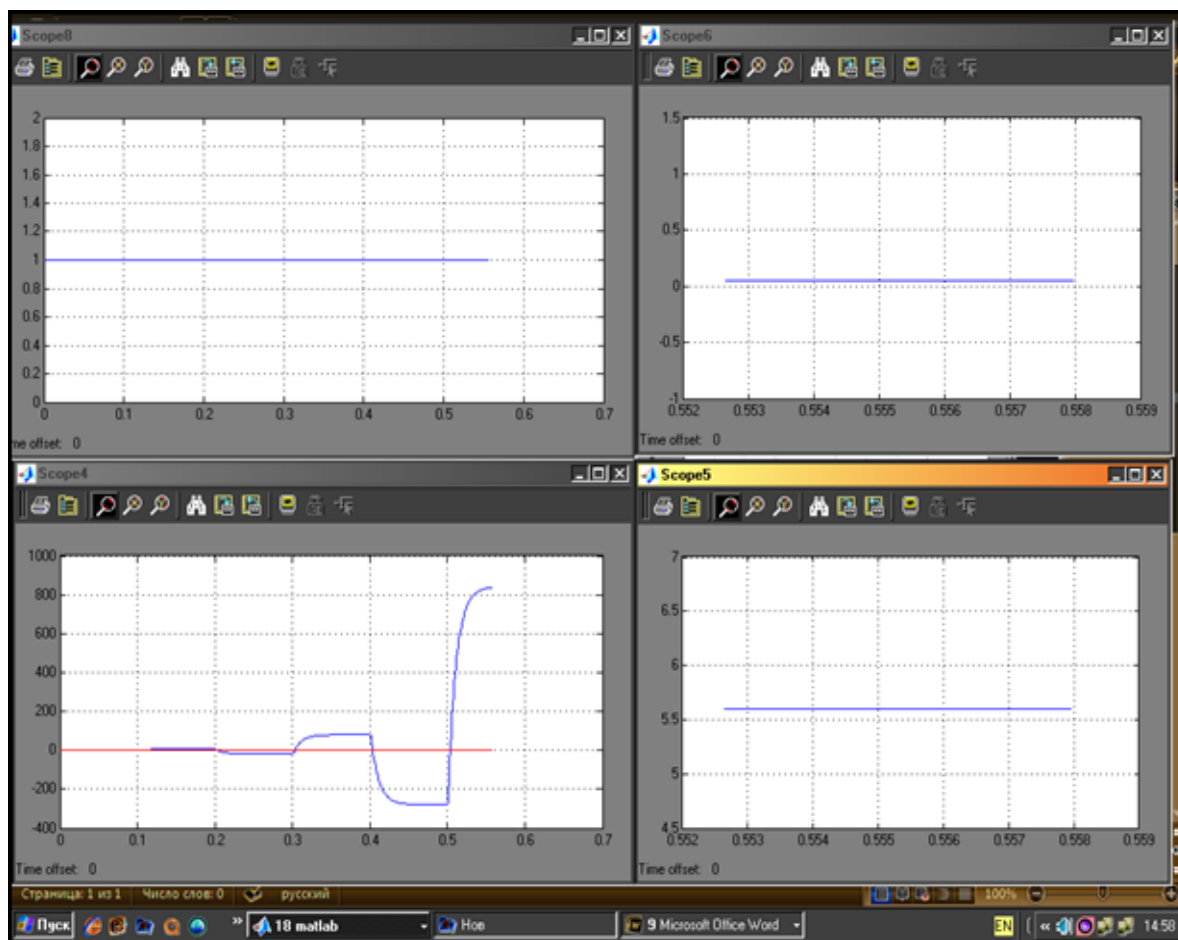 Scope8
2
1.8
1.6
1.4
1.2
1
0.8
0.6
0.4
0.2
0
0 0.1 0.2 0.3 0.4 0.5 0.6 0.7
me offset: 0
Scope6
1.5
1
0.5
0
-0.5
-1
0.552 0.553 0.554 0.555 0.556 0.557 0.558 0.559
Time offset: 0
Scope4
1000
800
600
400
200
0
-200
-400
0 0.1 0.2 0.3 0.4 0.5 0.6 0.7
Time offset: 0
Scope5
7
6.5
6
5.5
5
4.5
0.552 0.553 0.554 0.555 0.556 0.557 0.558 0.559
Time offset: 0
Страница: 1 из 1 Число слов: 0 русский 100%
Пуск » 18 matlab Нов 9 Microsoft Office Word EN « 14:58